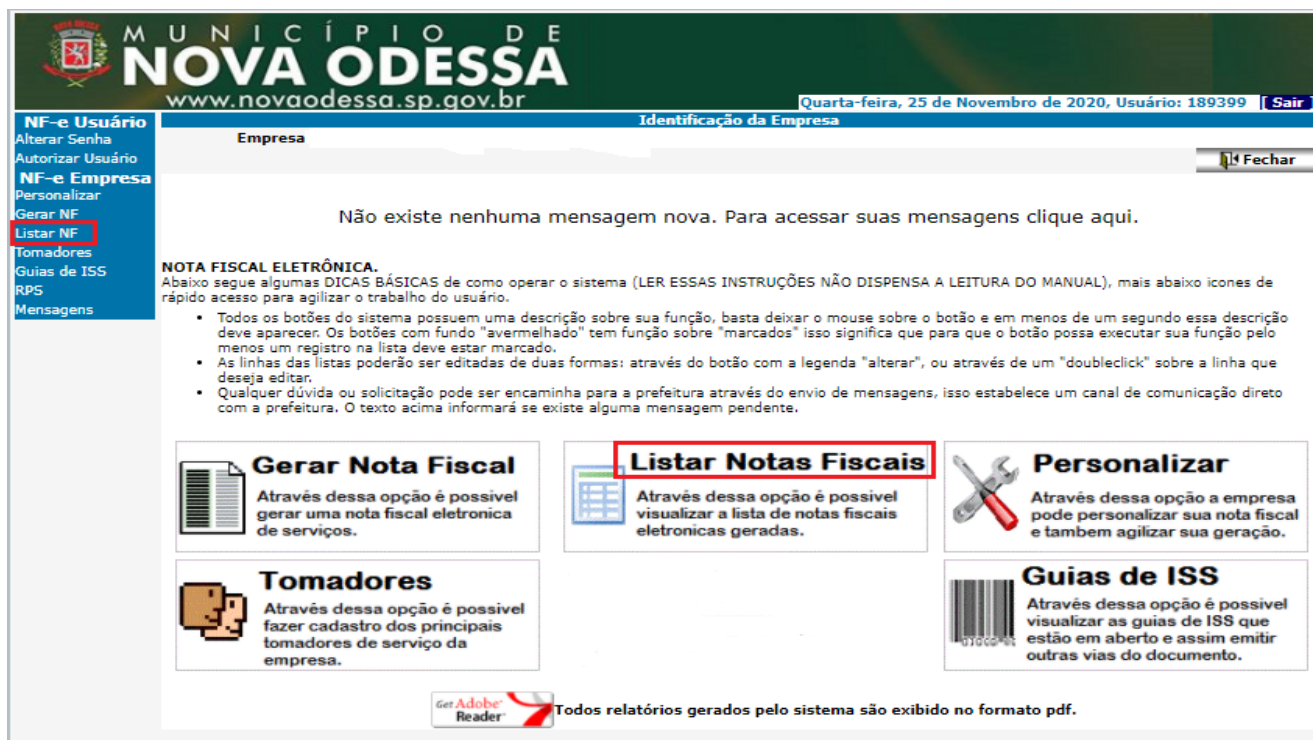 MUNICÍPIO DE
NOVA ODESSA
www.novaodessa.sp.gov.br
Quarta-feira, 25 de Novembro de 2020, Usuário: 189399 [ Sair ]
NF-e Usuário
Alterar Senha
Autorizar Usuário
NF-e Empresa
Personalizar
Gerar NF
Listar NF
Tomadores
Guias de ISS
RPS
Mensagens
Identificação da Empresa
Empresa
Fechar
Não existe nenhuma mensagem nova. Para acessar suas mensagens clique aqui.
NOTA FISCAL ELETRÔNICA.
Abaixo segue algumas DICAS BÁSICAS de como operar o sistema (LER ESSAS INSTRUÇÕES NÃO DISPENSA A LEITURA DO MANUAL), mais abaixo icones de
rápido acesso para agilizar o trabalho do usuário.
• Todos os botões do sistema possuem uma descrição sobre sua função, basta deixar o mouse sobre o botão e em menos de um segundo essa descrição
deve aparecer. Os botões com fundo "avermelhado" tem função sobre "marcados" isso significa que para que o botão possa executar sua função pelo
menos um registro na lista deve estar marcado.
• As linhas das listas poderão ser editadas de duas formas: através do botão com a legenda "alterar", ou através de um "doubleclick" sobre a linha que
deseja editar.
• Qualquer dúvida ou solicitação pode ser encaminha para a prefeitura através do envio de mensagens, isso estabelece um canal de comunicação direto
com a prefeitura. O texto acima informará se existe alguma mensagem pendente.
Gerar Nota Fiscal
Através dessa opção é possivel
gerar uma nota fiscal eletronica
de serviços.
Listar Notas Fiscais
Através dessa opção é possivel
visualizar a lista de notas fiscais
eletronicas geradas.
Personalizar
Através dessa opção a empresa
pode personalizar sua nota fiscal
e tambem agilizar sua geração.
Tomadores
Através dessa opção é possivel
fazer cadastro dos principais
tomadores de serviço da
empresa.
Guias de ISS
Através dessa opção é possivel
visualizar as guias de ISS que
estão em aberto e assim emitir
outras vias do documento.
Get Adobe
Reader
Todos relatórios gerados pelo sistema são exibido no formato pdf.